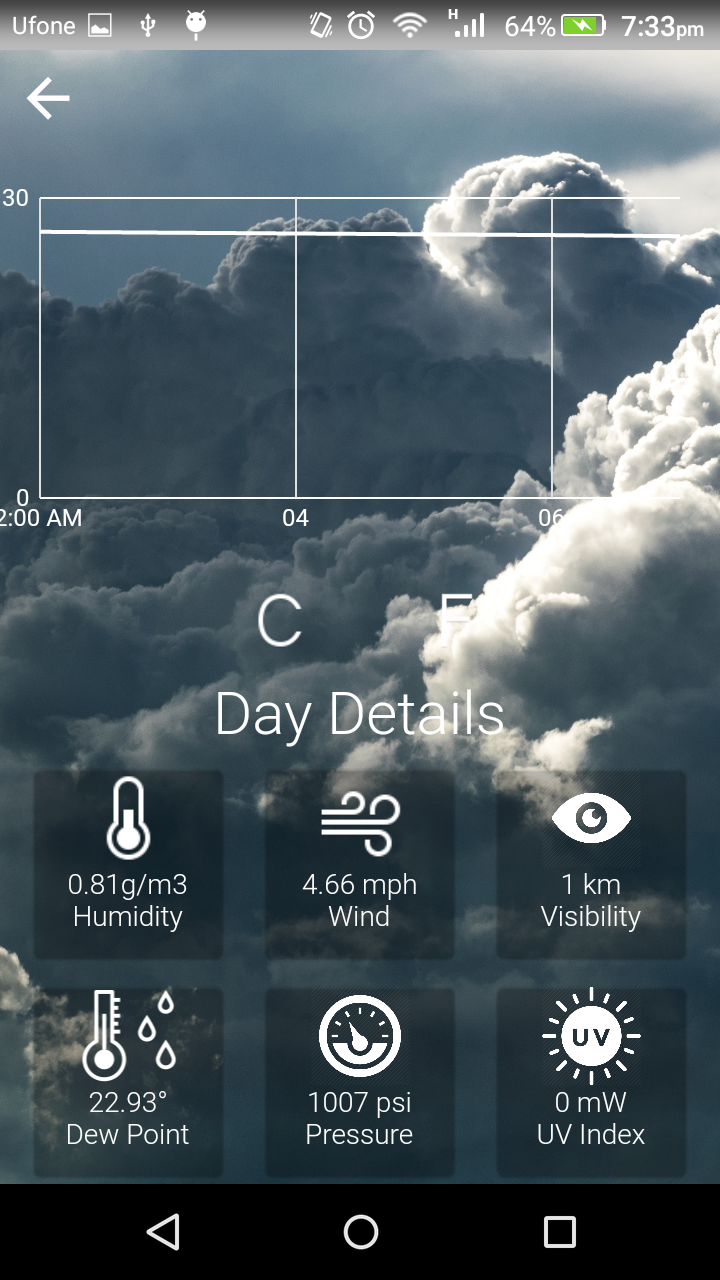 Ufone H 64% 7:33pm
30
0
2:00 AM 04 06
C F
Day Details
0.81g/m3 4.66 mph 1 km
Humidity Wind Visibility
UV
22.93° 1007 psi 0 mW
Dew Point Pressure UV Index